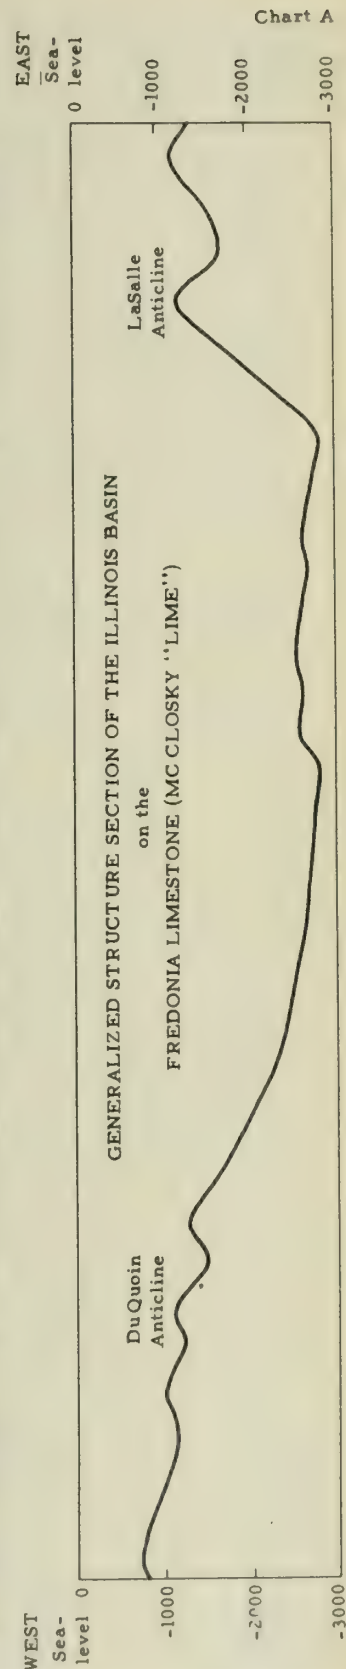 Chart A
WEST
Sea-
level
0
-1000
-2000
-3000
GENERALIZED STRUCTURE SECTION OF THE ILLINOIS BASIN
on the
FREDONIA LIMESTONE (MC CLOSKY "LIME")
DuQuoin
Anticline
LaSalle
Anticline
EAST
Sea-
level
0
-1000
-2000
-3000